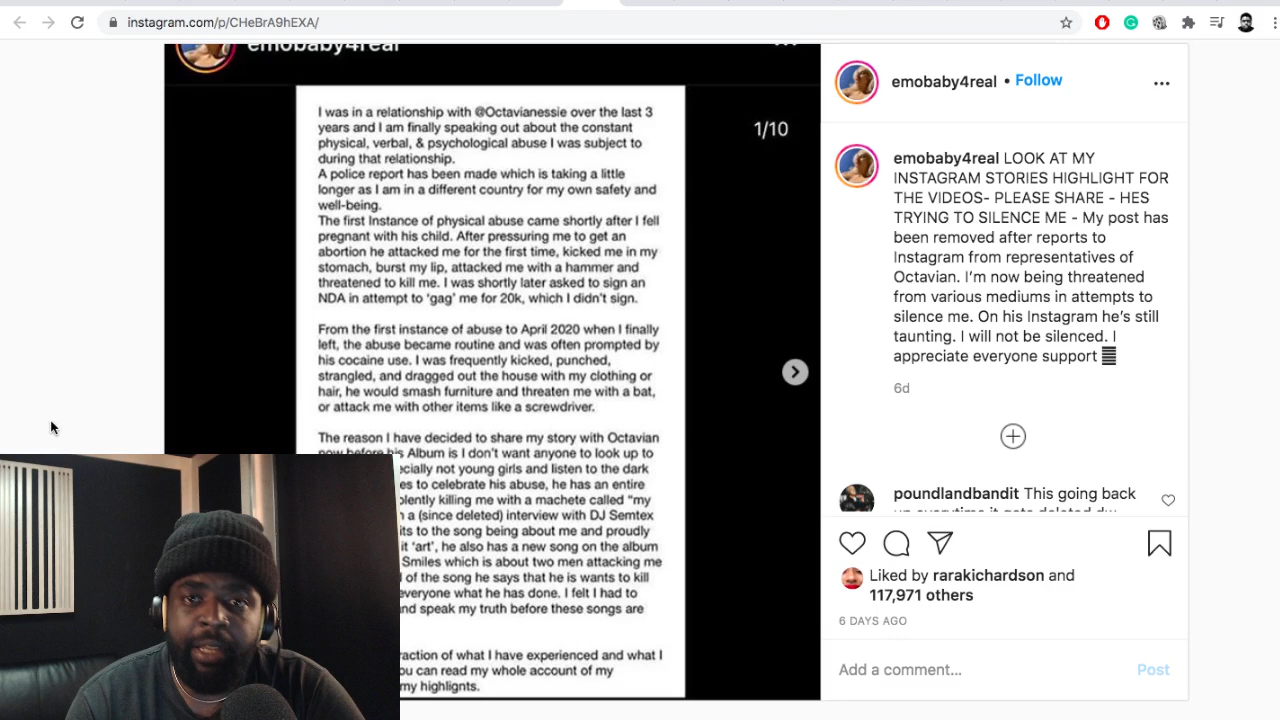 instagram.com/p/CHeBrA9hEXA/
emobaby4real
1/10
I was in a relationship with @Octavianessie over the last 3
years and I am finally speaking out about the constant
physical, verbal, & psychological abuse I was subject to
during that relationship.
A police report has been made which is taking a little
longer as I am in a different country for my own safety and
well-being.
The first Instance of physical abuse came shortly after I fell
pregnant with his child. After pressuring me to get an
abortion he attacked me for the first time, kicked me in my
stomach, burst my lip, attacked me with a hammer and
threatened to kill me. I was shortly later asked to sign an
NDA in attempt to ‘gag’ me for 20k, which I didn’t sign.
From the first instance of abuse to April 2020 when I finally
left, the abuse became routine and was often prompted by
his cocaine use. I was frequently kicked, punched,
strangled, and dragged out the house with my clothing or
hair, he would smash furniture and threaten me with a bat,
or attack me with other items like a screwdriver.
The reason I have decided to share my story with Octavian
now before his Album is I don’t want anyone to look up to
cially not young girls and listen to the dark
es to celebrate his abuse, he has an entire
lently killing me with a machete called “my
n a (since deleted) interview with DJ Semtex
its to the song being about me and proudly
it ‘art’, he also has a new song on the album
Smiles which is about two men attacking me
of the song he says that he is wants to kill
everyone what he has done. I felt I had to
nd speak my truth before these songs are
raction of what I have experienced and what I
ou can read my whole account of my
my highlights.
emobaby4real • Follow
emobaby4real LOOK AT MY
INSTAGRAM STORIES HIGHLIGHT FOR
THE VIDEOS- PLEASE SHARE - HES
TRYING TO SILENCE ME - My post has
been removed after reports to
Instagram from representatives of
Octavian. I’m now being threatened
from various mediums in attempts to
silence me. On his Instagram he’s still
taunting. I will not be silenced. I
appreciate everyone support
6d
poundlandbandit This going back
up everytime it gets deleted dw
Liked by rarakichardson and
117,971 others
6 DAYS AGO
Add a comment...
Post